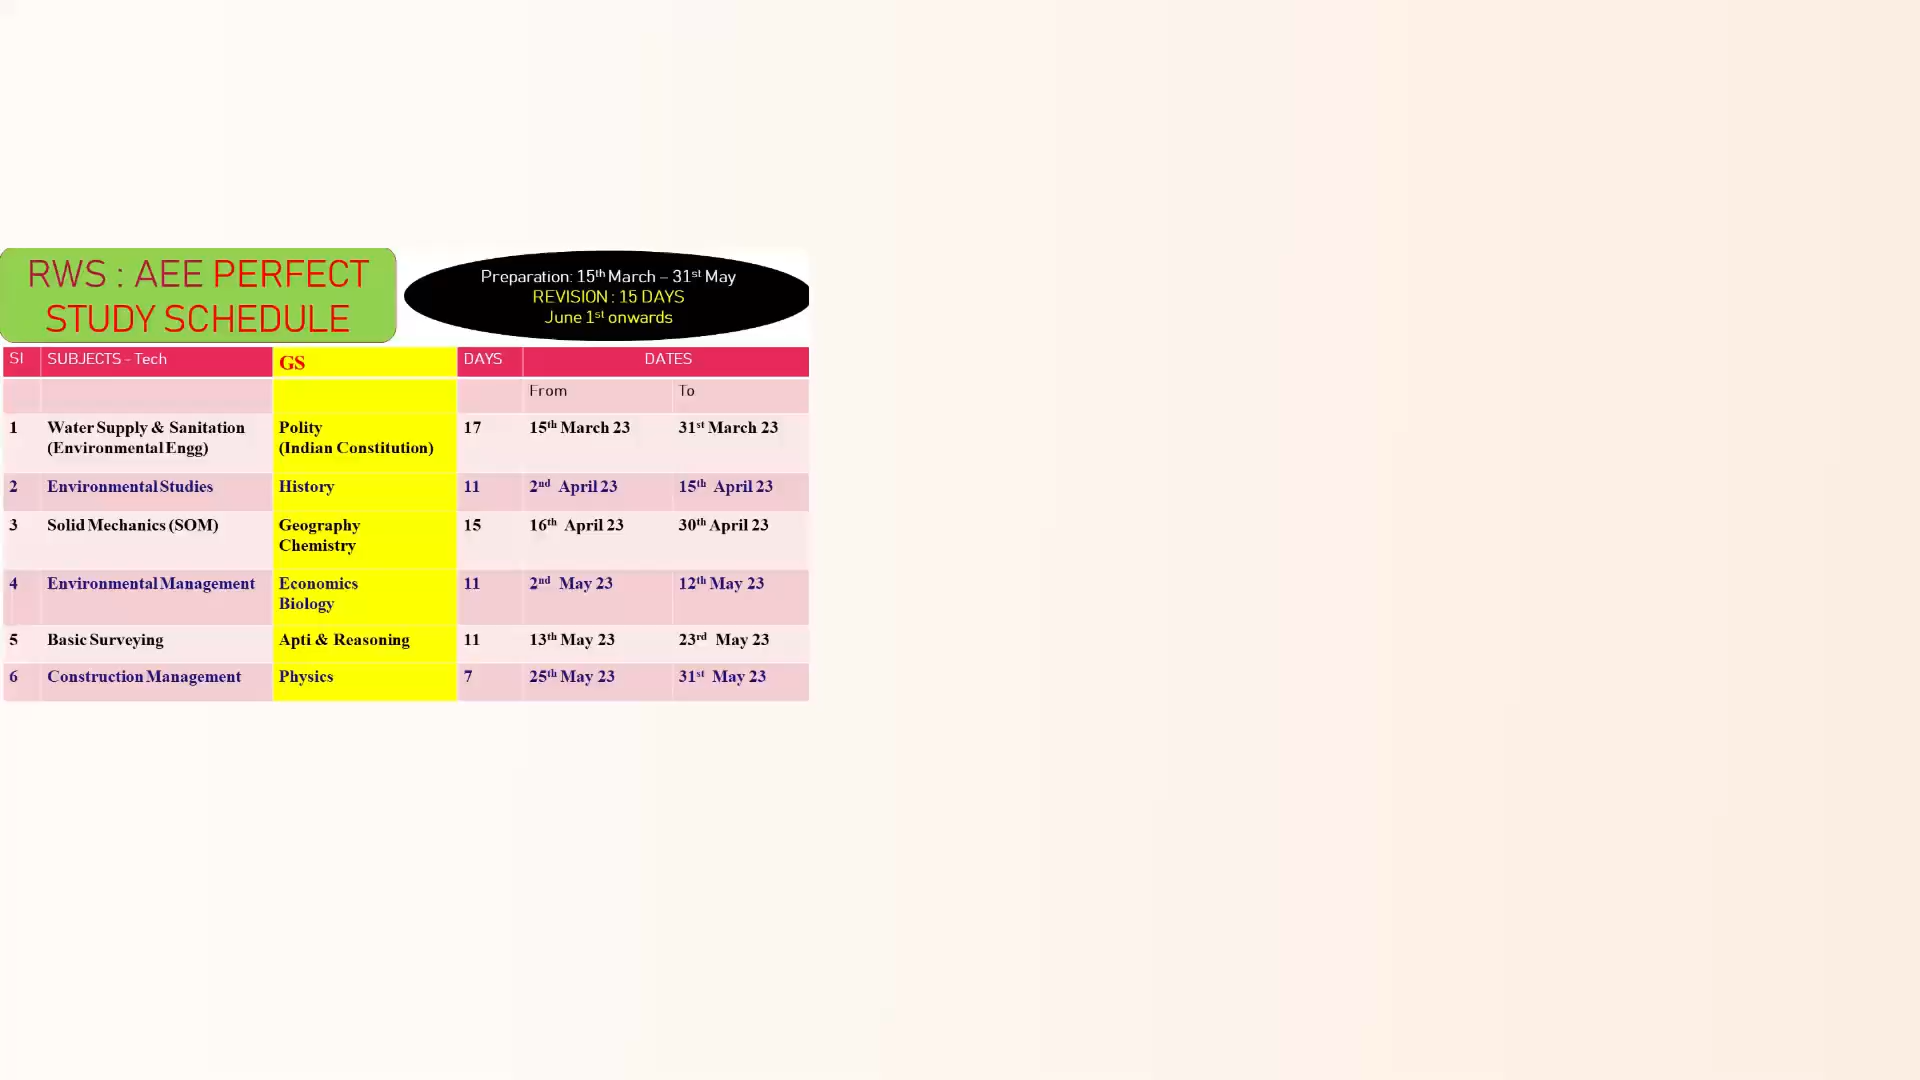 RWS : AEE PERFECT
STUDY SCHEDULE
Preparation: 15th March – 31st May
REVISION : 15 DAYS
June 1st onwards
Sl SUBJECTS - Tech GS DAYS DATES
From To
1 Water Supply & Sanitation Polity 17 15th March 23 31st March 23
(Environmental Engg) (Indian Constitution)
2 Environmental Studies History 11 2nd April 23 15th April 23
3 Solid Mechanics (SOM) Geography 15 16th April 23 30th April 23
Chemistry
4 Environmental Management Economics 11 2nd May 23 12th May 23
Biology
5 Basic Surveying Apti & Reasoning 11 13th May 23 23rd May 23
6 Construction Management Physics 7 25th May 23 31st May 23